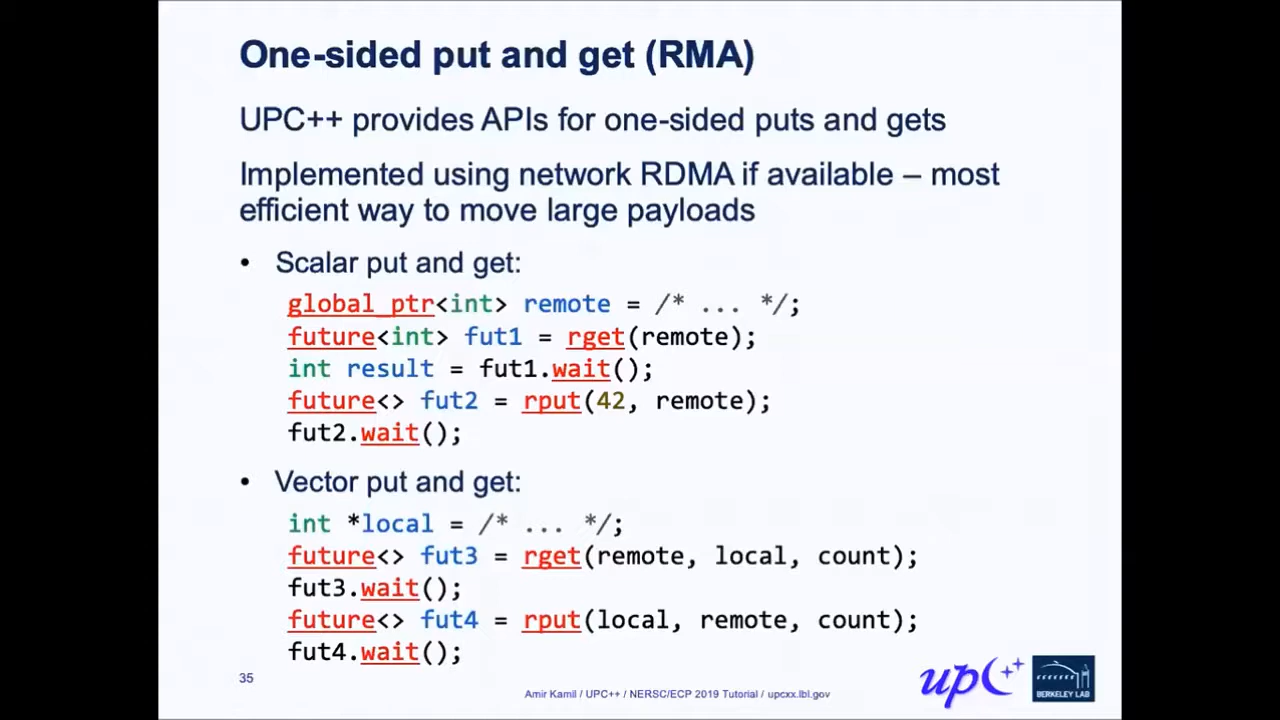 One-sided put and get (RMA)
UPC++ provides APIs for one-sided puts and gets
Implemented using network RDMA if available – most
efficient way to move large payloads
• Scalar put and get:
global_ptr<int> remote = /* ... */;
future<int> fut1 = rget(remote);
int result = fut1.wait();
future<> fut2 = rput(42, remote);
fut2.wait();
• Vector put and get:
int *local = /* ... */;
future<> fut3 = rget(remote, local, count);
fut3.wait();
future<> fut4 = rput(local, remote, count);
fut4.wait();
35
Amir Kamil / UPC++ / NERSC/ECP 2019 Tutorial / upcxx.lbl.gov
upC++
BERKELEY LAB